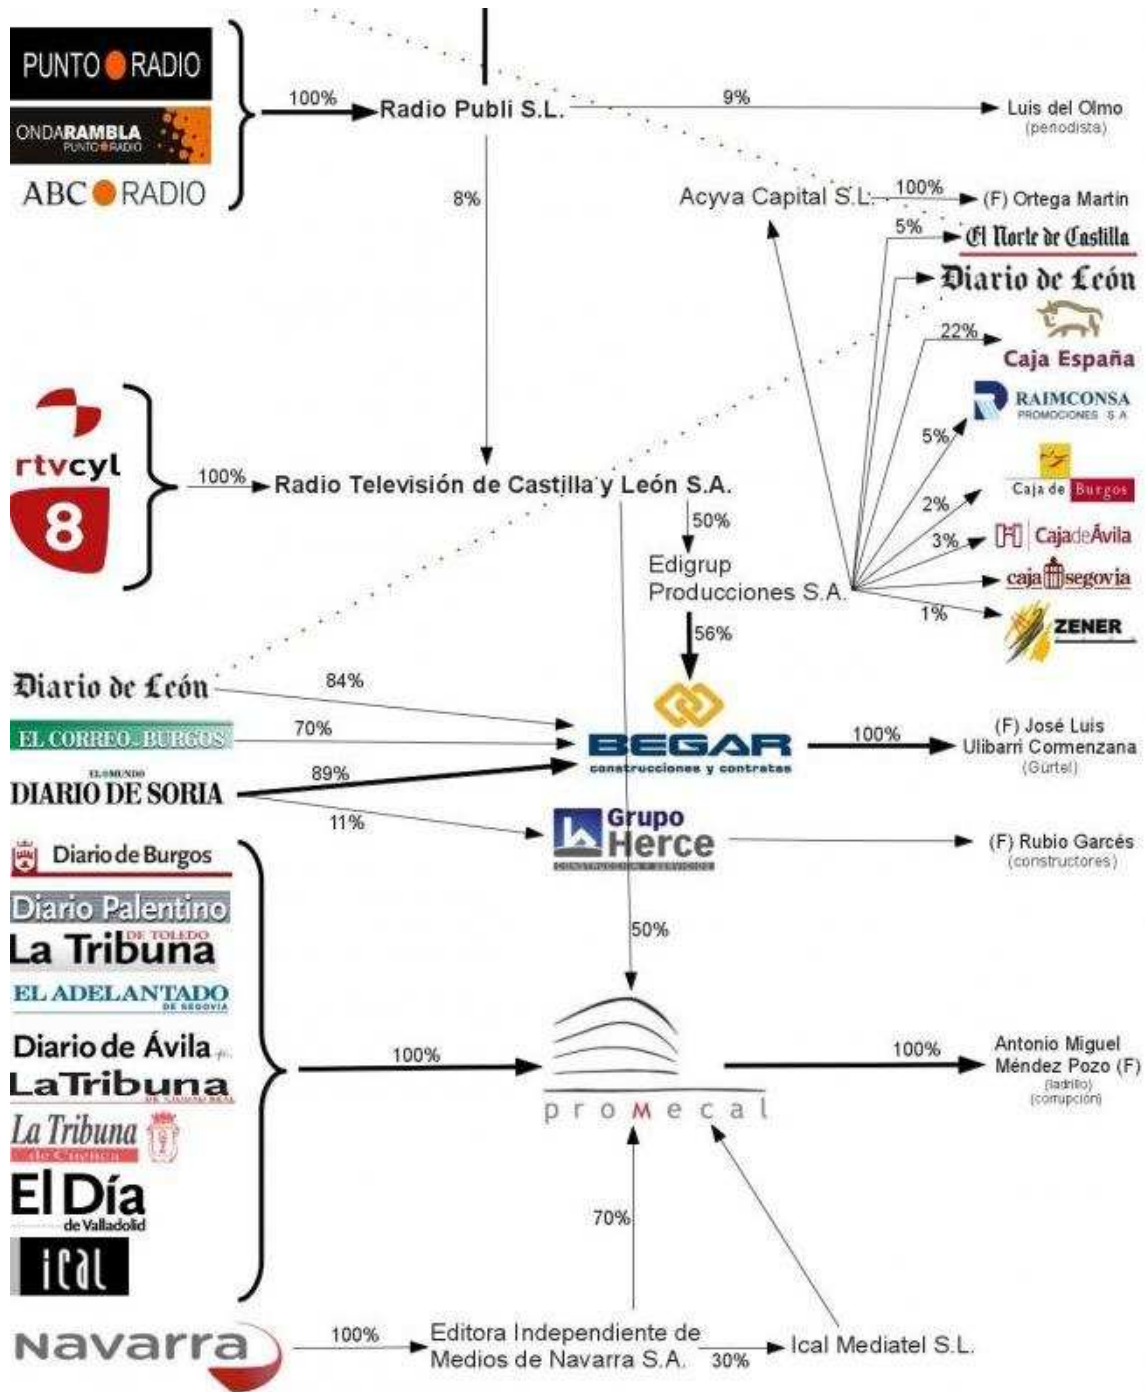 PUNTO RADIO
ONDARAMBLA
PUNTO RADIO
ABC RADIO
100%
Radio Publi S.L.
9%
Luis del Olmo
(periodista)
8%
Acyva Capital S.L.
100%
(F) Ortega Martín
5%
El Norte de Castilla
Diario de León
22%
Caja España
RAIMCONSA
PROMOCIONES S A
5%
rtvcyl
8
100%
Radio Televisión de Castilla y León S.A.
2%
Caja de Burgos
50%
3%
CajadeÁvila
Edigrup
Producciones S.A.
caja segovia
1%
ZENER
56%
Diario de León
84%
EL CORREO DE BURGOS
70%
BEGAR
construcciones y contratas
100%
(F) José Luis
Ulibarri Cormenzana
(Gürtel)
EL MUNDO
DIARIO DE SORIA
89%
11%
Grupo
Herce
CONSTRUCCIÓN Y SERVICIOS
(F) Rubio Garcés
(constructores)
Diario de Burgos
Diario Palentino
La Tribuna
DE TOLEDO
50%
EL ADELANTADO
DE SEGOVIA
Diario de Ávila
100%
promecal
100%
Antonio Miguel
Méndez Pozo (F)
(ladrillo)
(corrupción)
La Tribuna
DE CIUDAD REAL
La Tribuna
de Cuenca
El Día
de Valladolid
ical
70%
Navarra
100%
Editora Independiente de
Medios de Navarra S.A.
30%
Ical Mediatel S.L.